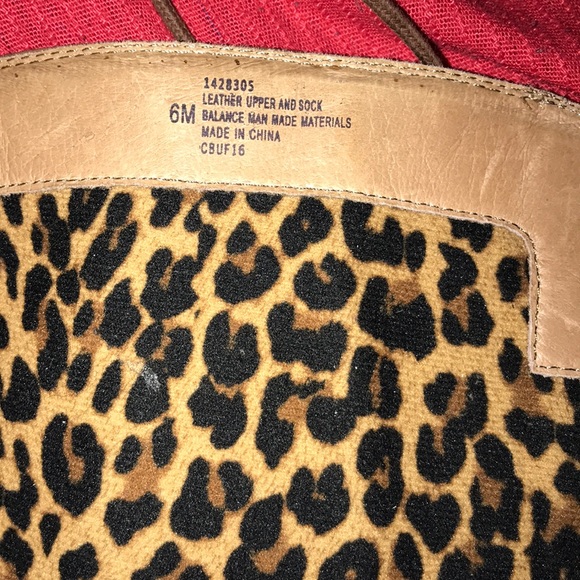 1428305
LEATHER UPPER AND SOCK
6M BALANCE MAN MADE MATERIALS
MADE IN CHINA
CBUF16